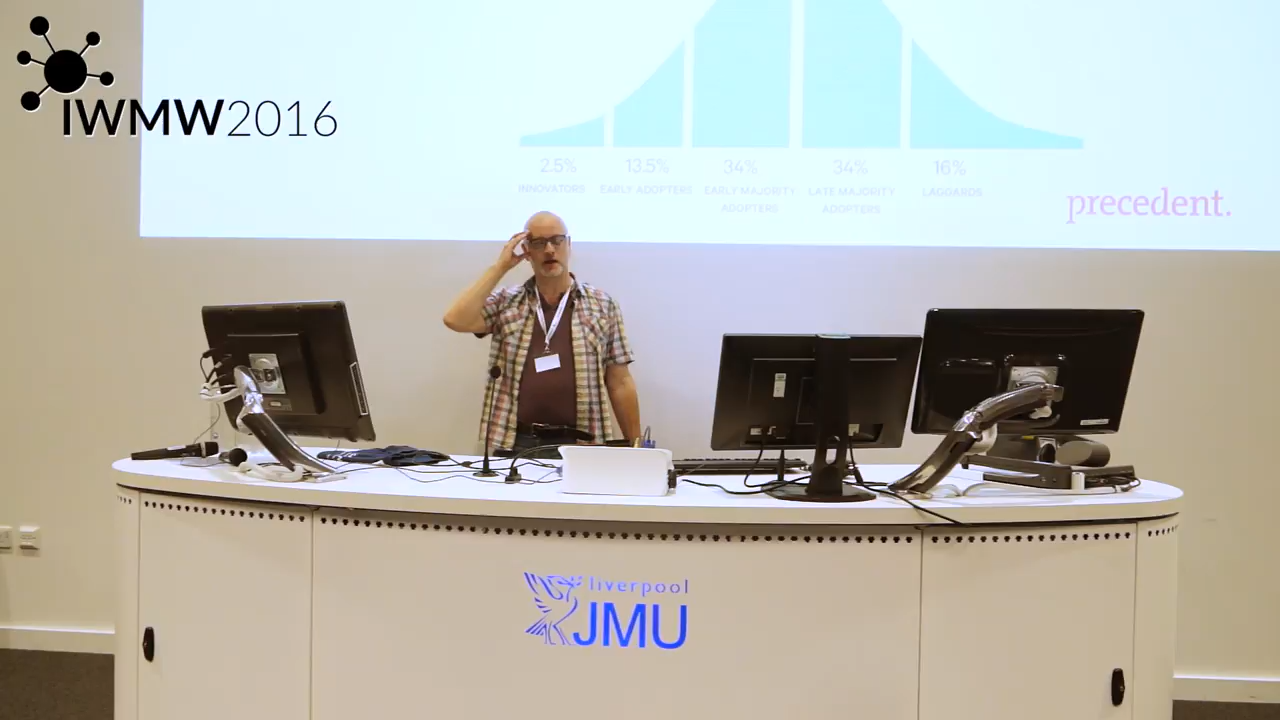 IWMW2016
2.5% 13.5% 34% 34% 16%
INNOVATORS EARLY ADOPTERS EARLY MAJORITY LATE MAJORITY LAGGARDS
ADOPTERS ADOPTERS
precedent.
liverpool
JMU